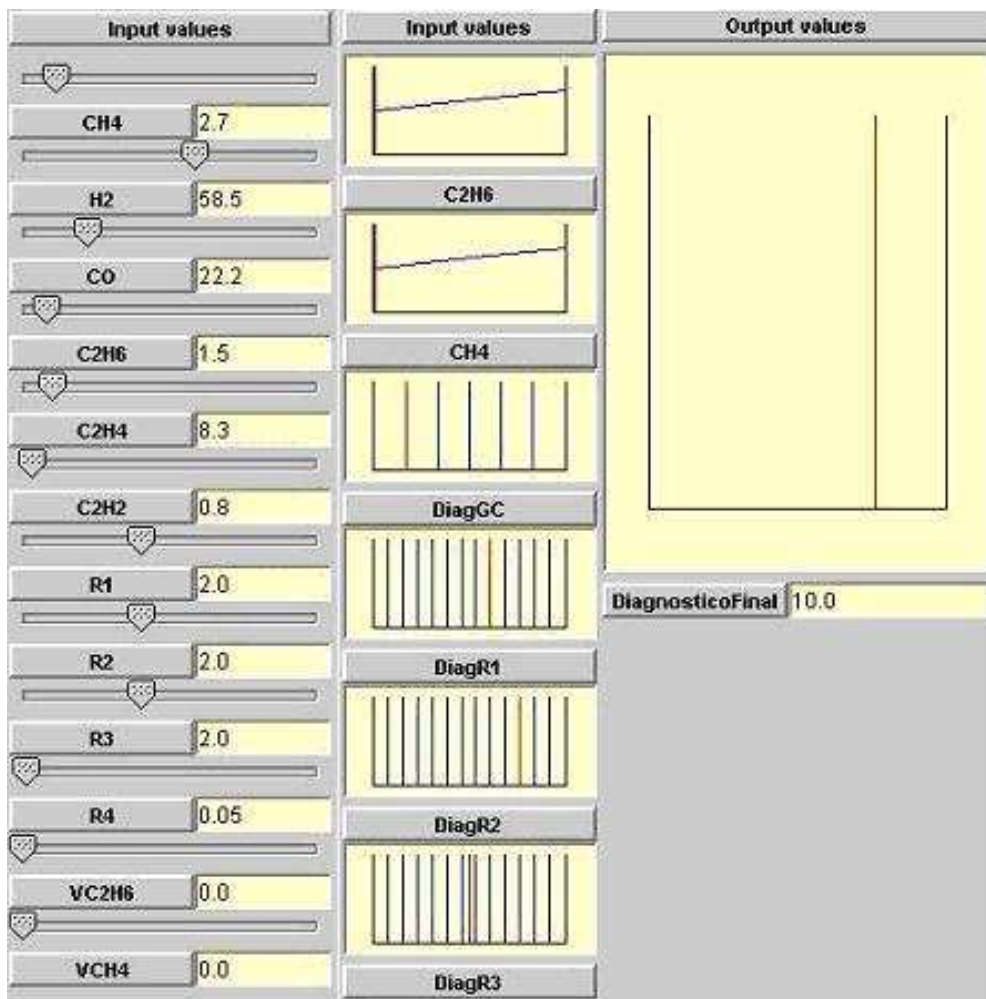 Input values
CH4 2.7
H2 58.5
CO 22.2
C2H6 1.5
C2H4 8.3
C2H2 0.8
R1 2.0
R2 2.0
R3 2.0
R4 0.05
VC2H6 0.0
VCH4 0.0
Input values
C2H6
CH4
DiagGC
DiagR1
DiagR2
DiagR3
Output values
DiagnosticoFinal 10.0